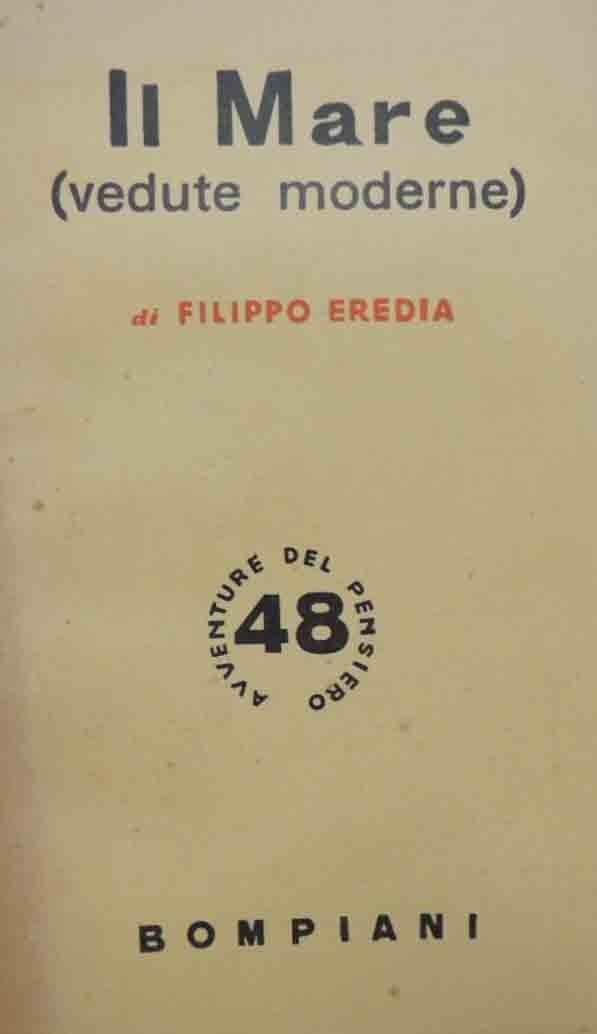 Il Mare
(vedute moderne)
di FILIPPO EREDIA
AVVENTURE DEL PENSIERO
48
BOMPIANI